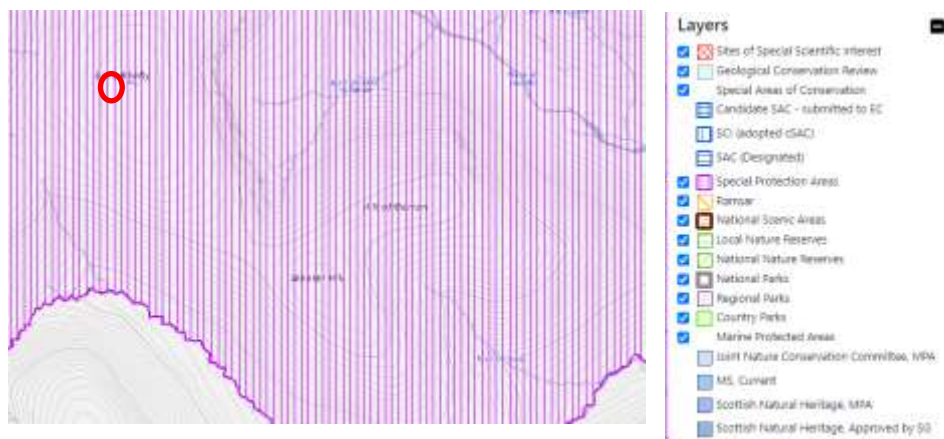 Layers
Sites of Special Scientific Interest
Geological Conservation Review
Special Areas of Conservation
Candidate SAC - submitted to EC
SCI (adopted cSAC)
SAC (Designated)
Special Protection Areas
Ramsar
National Scenic Areas
Local Nature Reserves
National Nature Reserves
National Parks
Regional Parks
Country Parks
Marine Protected Areas
Joint Nature Conservation Committee, MPA
MS, Current
Scottish Natural Heritage, MPA
Scottish Natural Heritage, Approved by SG